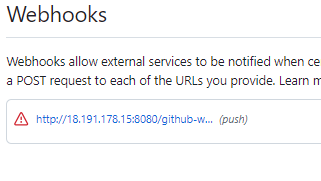 Webhooks
Webhooks allow external services to be notified when ce
a POST request to each of the URLs you provide. Learn m
http://18.191.178.15:8080/github-w... (push)